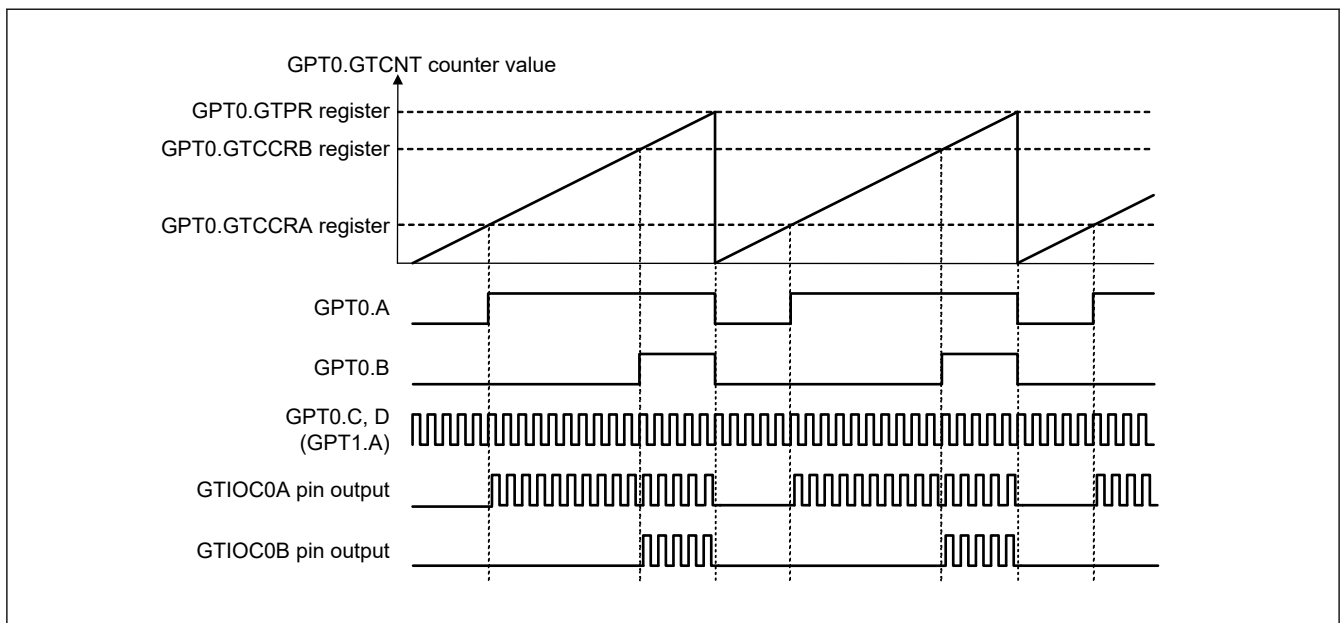 GPT0.GTCNT counter value
GPT0.GTPR register
GPT0.GTCCRB register
GPT0.GTCCRA register
GPT0.A
GPT0.B
GPT0.C, D
(GPT1.A)
GTIOC0A pin output
GTIOC0B pin output